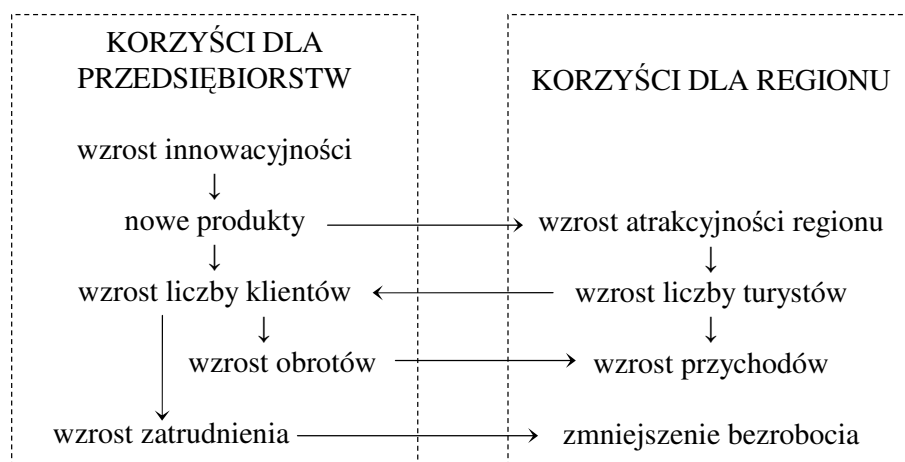 KORZYŚCI DLA
PRZEDSIĘBIORSTW
wzrost innowacyjności
nowe produkty
wzrost liczby klientów
wzrost obrotów
wzrost zatrudnienia
KORZYŚCI DLA REGIONU
wzrost atrakcyjności regionu
wzrost liczby turystów
wzrost przychodów
zmniejszenie bezrobocia